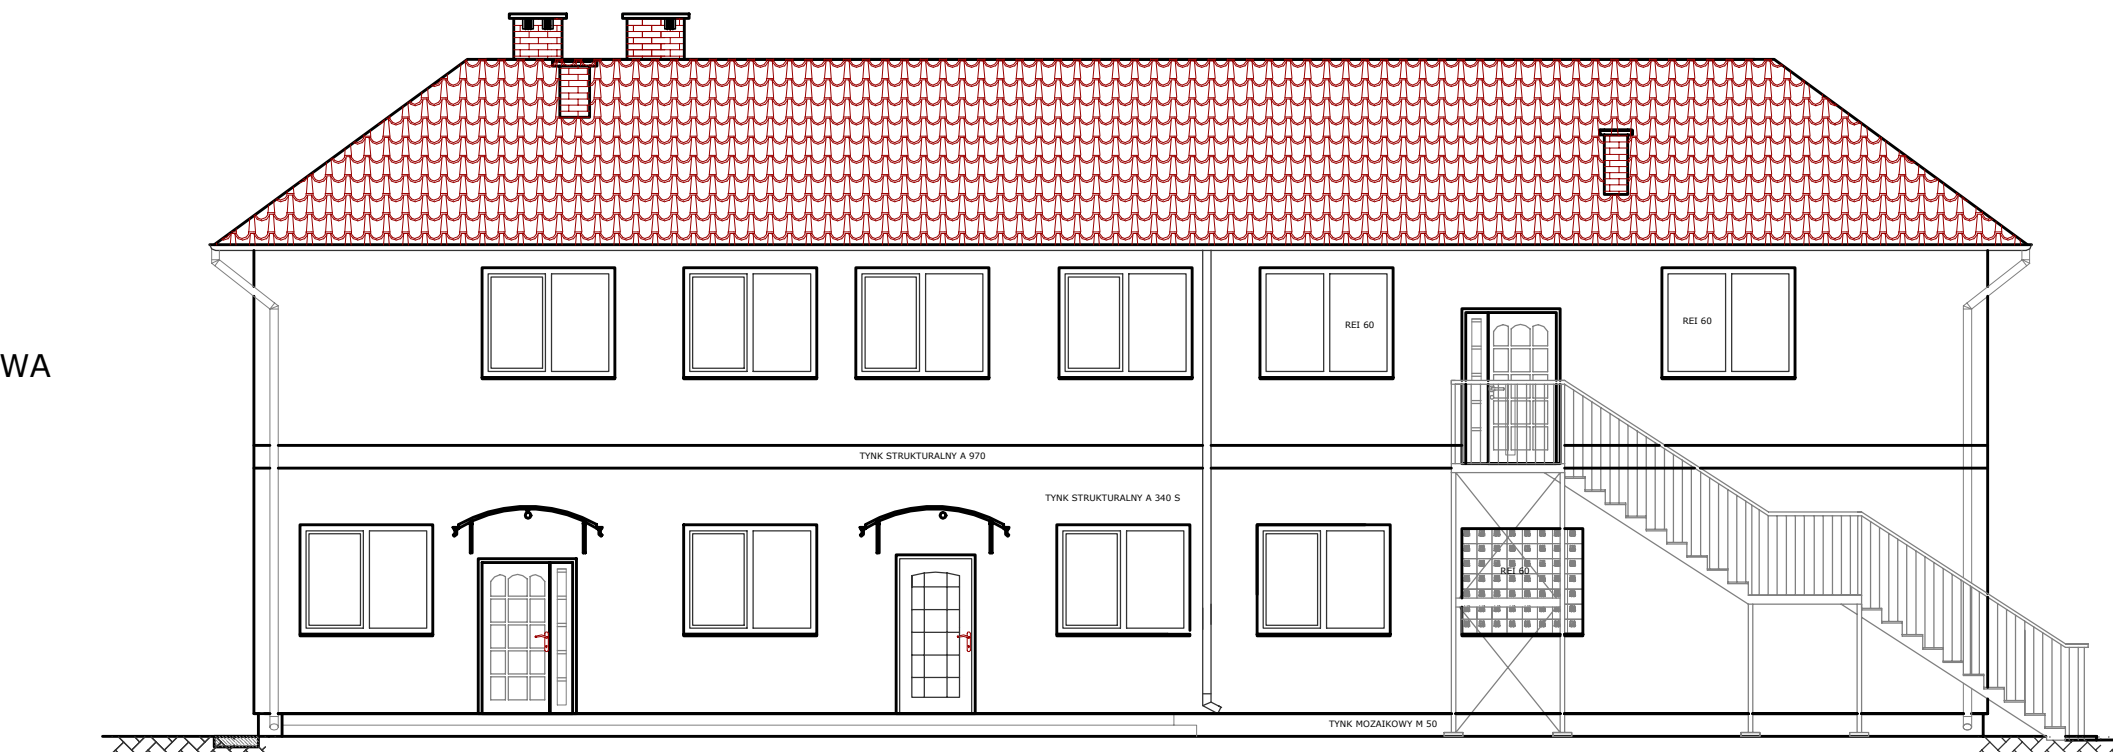 REI 60
REI 60
WA
TYNK STRUKTURALNY A 970
TYNK STRUKTURALNY A 340 S
REI 60
TYNK MOZAIKOWY M 50